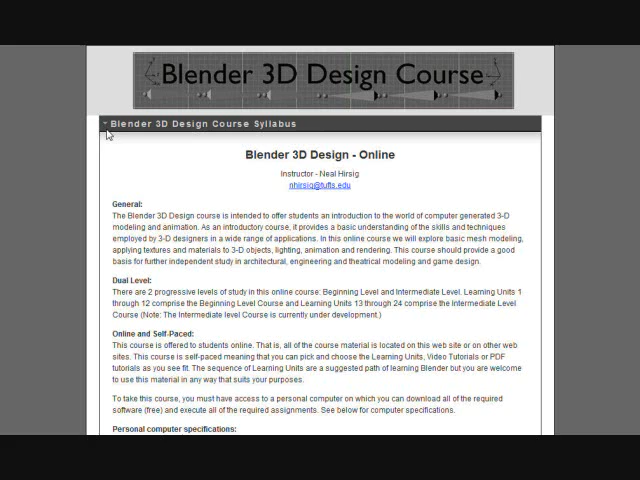 Blender 3D Design Course
Blender 3D Design Course Syllabus
Blender 3D Design - Online
Instructor - Neal Hirsig
nhirsig@tufts.edu
General:
The Blender 3D Design course is intended to offer students an introduction to the world of computer generated 3-D
modeling and animation. As an introductory course, it provides a basic understanding of the skills and techniques
employed by 3-D designers in a wide range of applications. In this online course we will explore basic mesh modeling,
applying textures and materials to 3-D objects, lighting, animation and rendering. This course should provide a good
basis for further independent study in architectural, engineering and theatrical modeling and game design.
Dual Level:
There are 2 progressive levels of study in this online course: Beginning Level and Intermediate Level. Learning Units 1
through 12 comprise the Beginning Level Course and Learning Units 13 through 24 comprise the Intermediate Level
Course (Note: The Intermediate level Course is currently under development.)
Online and Self-Paced:
This course is offered to students online. That is, all of the course material is located on this web site or on other web
sites. This course is self-paced meaning that you can pick and choose the Learning Units, Video Tutorials or PDF
tutorials as you see fit. The sequence of Learning Units are a suggested path of learning Blender but you are welcome
to use this material in any way that suits your purposes.
To take this course, you must have access to a personal computer on which you can download all of the required
software (free) and execute all of the required assignments. See below for computer specifications.
Personal computer specifications: